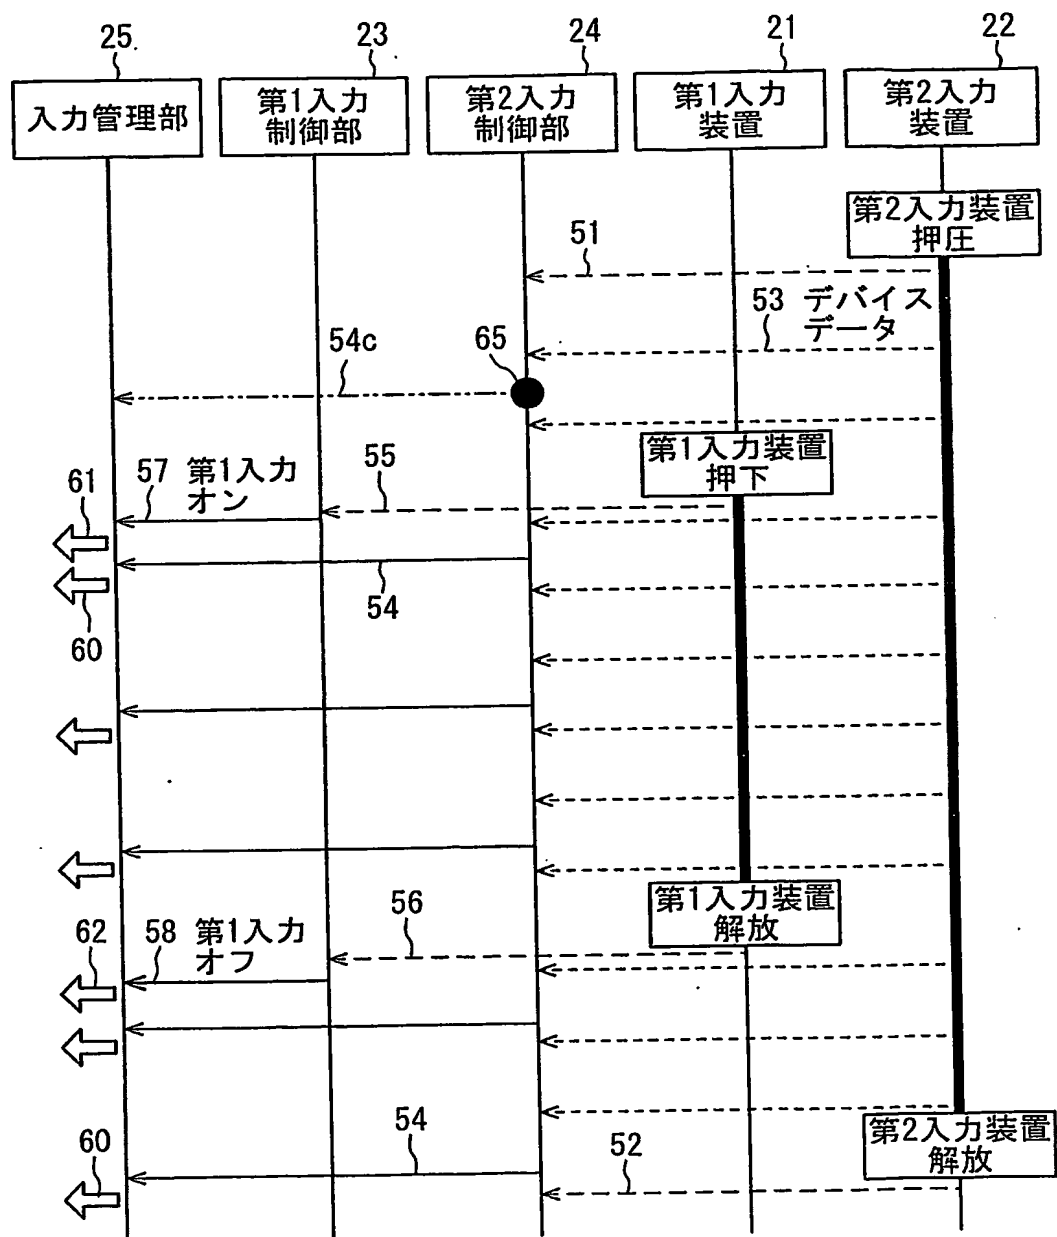 25
23
24
21
22
入力管理部
第1入力
制御部
第2入力
制御部
第1入力
装置
第2入力
装置
第2入力装置
押圧
51
53 デバイス
データ
54c
65
第1入力装置
押下
61
57 第1入力
オン
55
54
60
第1入力装置
解放
62
58 第1入力
オフ
56
第2入力装置
解放
60
54
52